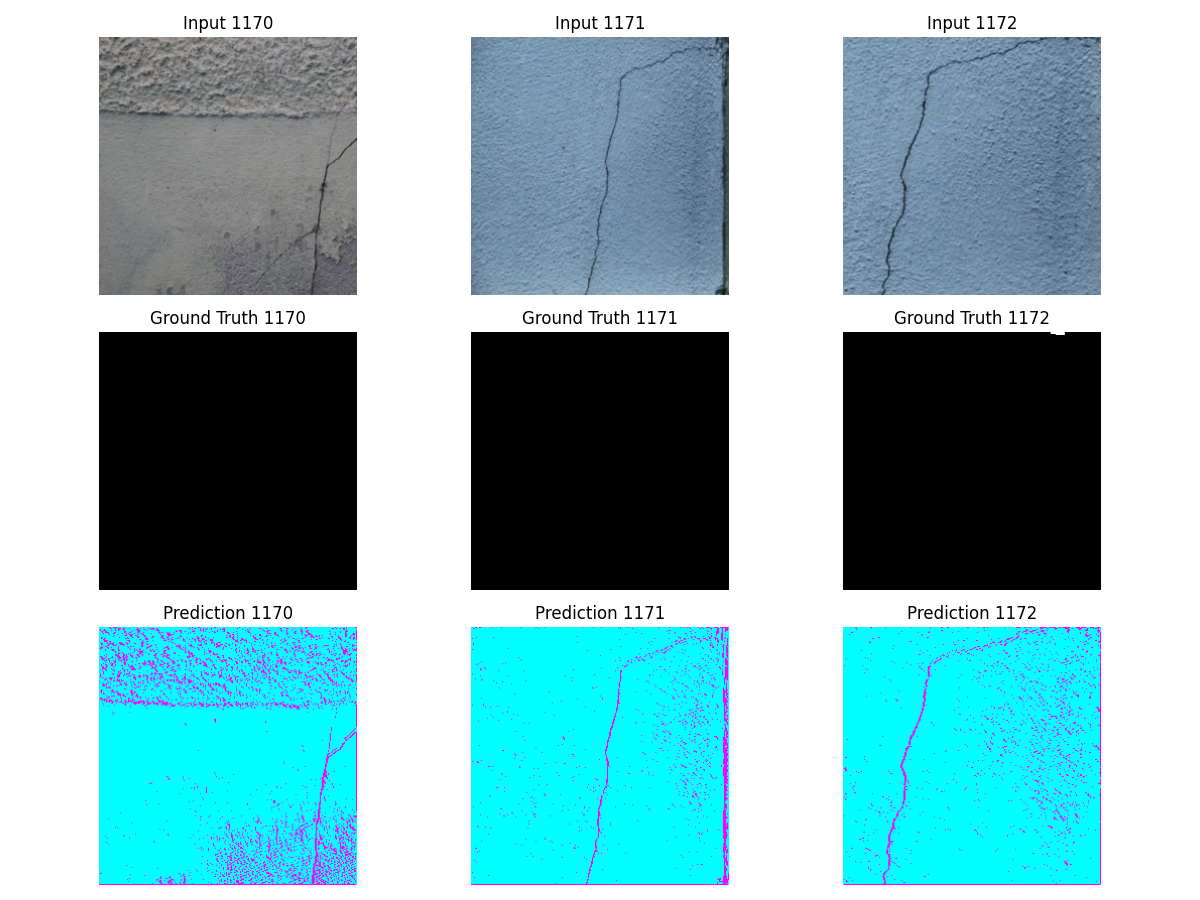 Input 1170
Input 1171
Input 1172
Ground Truth 1170
Ground Truth 1171
Ground Truth 1172
Prediction 1170
Prediction 1171
Prediction 1172